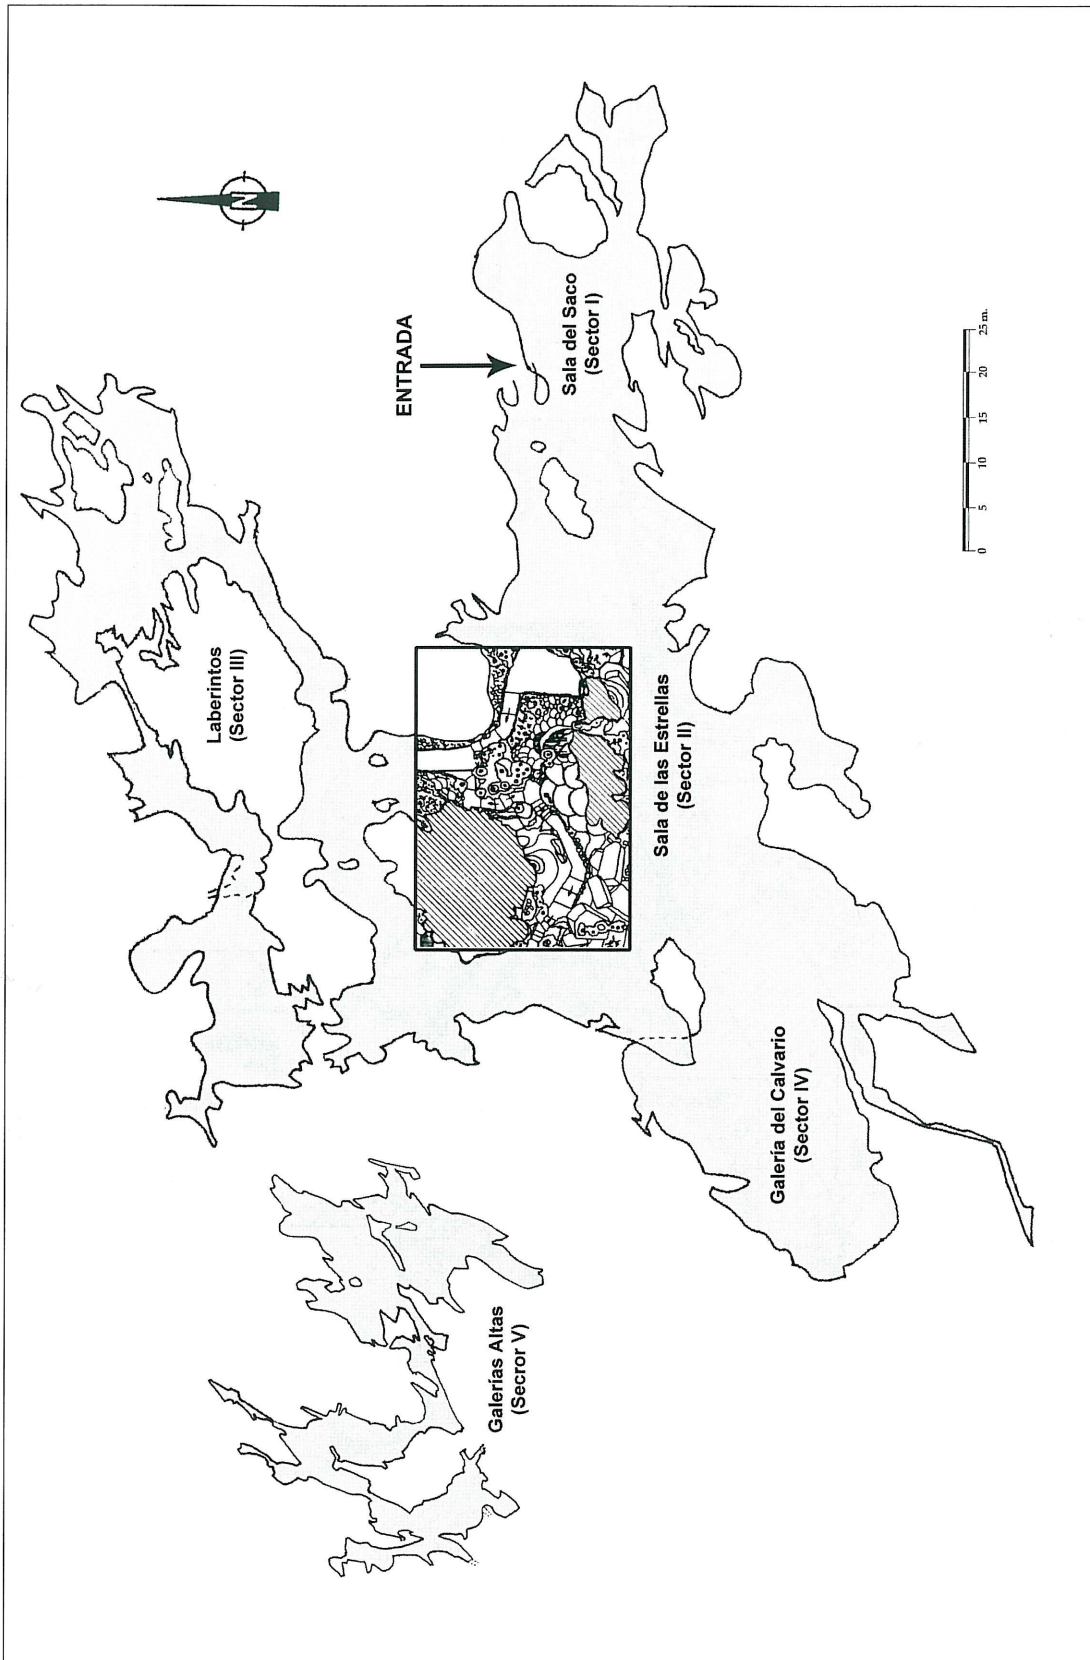 N
ENTRADA
Sala del Saco
(Sector I)
Laberintos
(Sector III)
Sala de las Estrellas
(Sector II)
Galería del Calvario
(Sector IV)
Galerías Altas
(Secror V)
0 5 10 15 20 25 m.